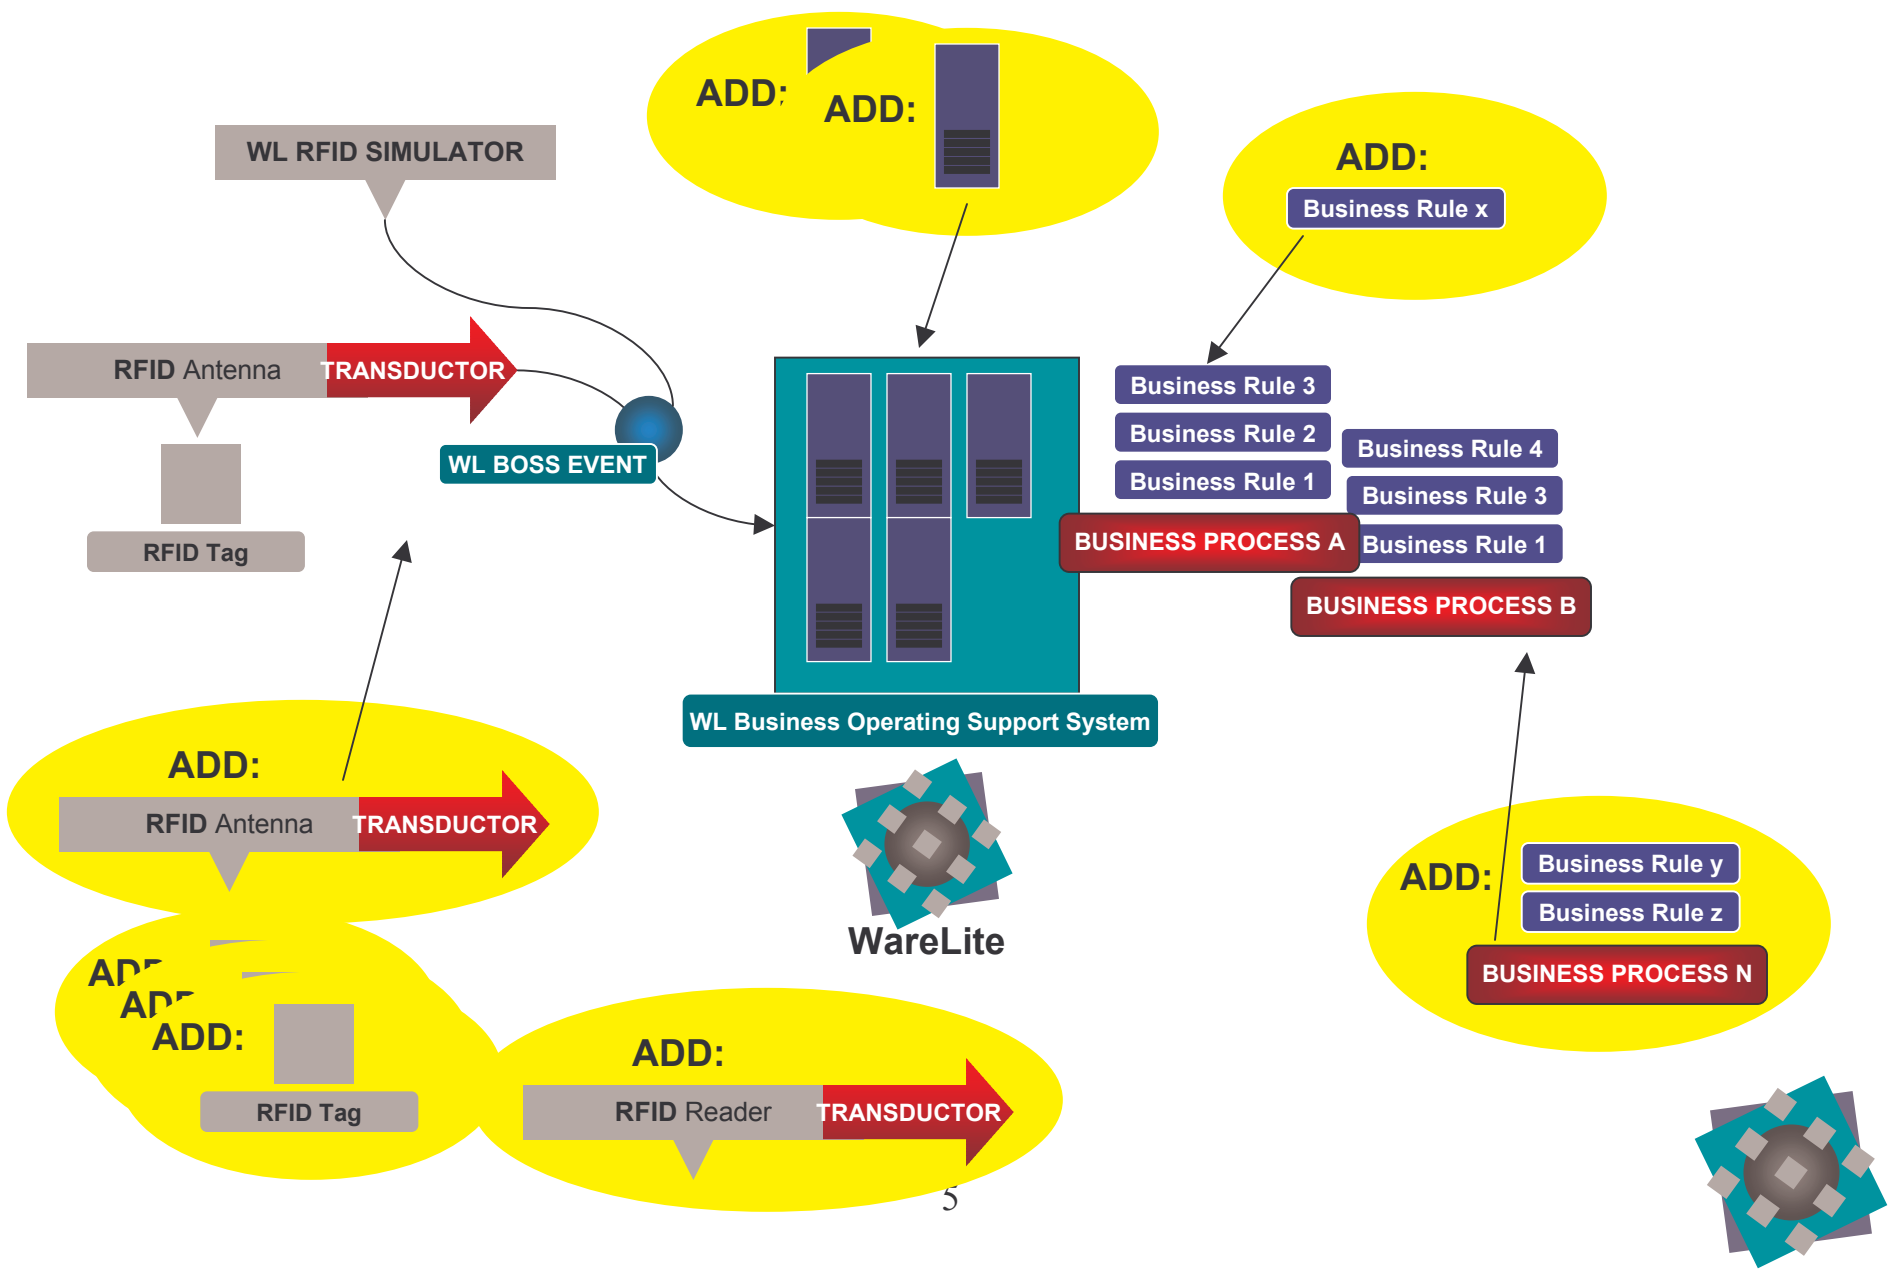 ADD:
ADD:
WL RFID SIMULATOR
ADD:
Business Rule x
RFID Antenna
TRANSDUCTOR
WL BOSS EVENT
RFID Tag
Business Rule 3
Business Rule 2
Business Rule 1
BUSINESS PROCESS A
Business Rule 4
Business Rule 3
Business Rule 1
BUSINESS PROCESS B
WL Business Operating Support System
WareLite
ADD:
RFID Antenna
TRANSDUCTOR
ADD:
Business Rule y
Business Rule z
BUSINESS PROCESS N
ADD:
RFID Tag
ADD:
RFID Reader
TRANSDUCTOR
5